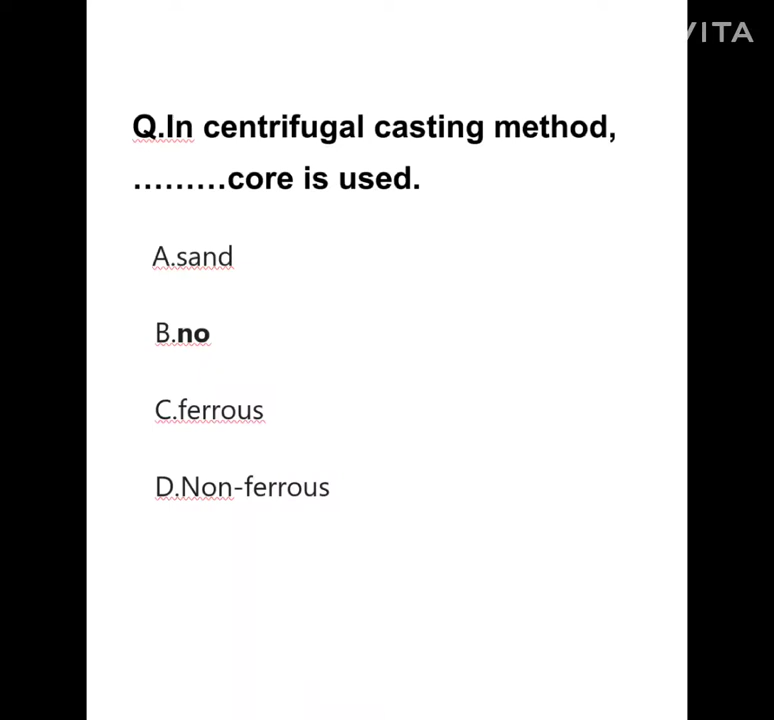 VITA
Q.In centrifugal casting method,
.........core is used.
A.sand
B.no
C.ferrous
D.Non-ferrous